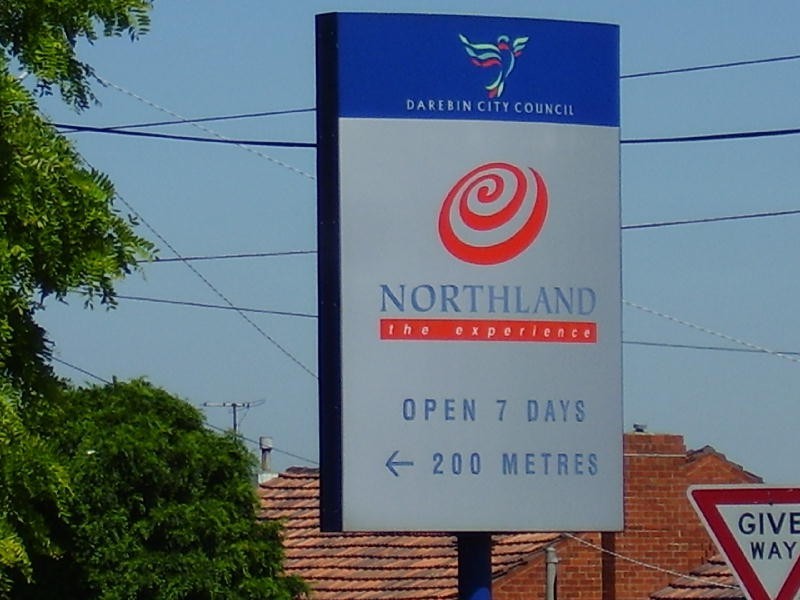 DAREBIN CITY COUNCIL
NORTHLAND
the experience
OPEN 7 DAYS
← 200 METRES
GIVE
WAY